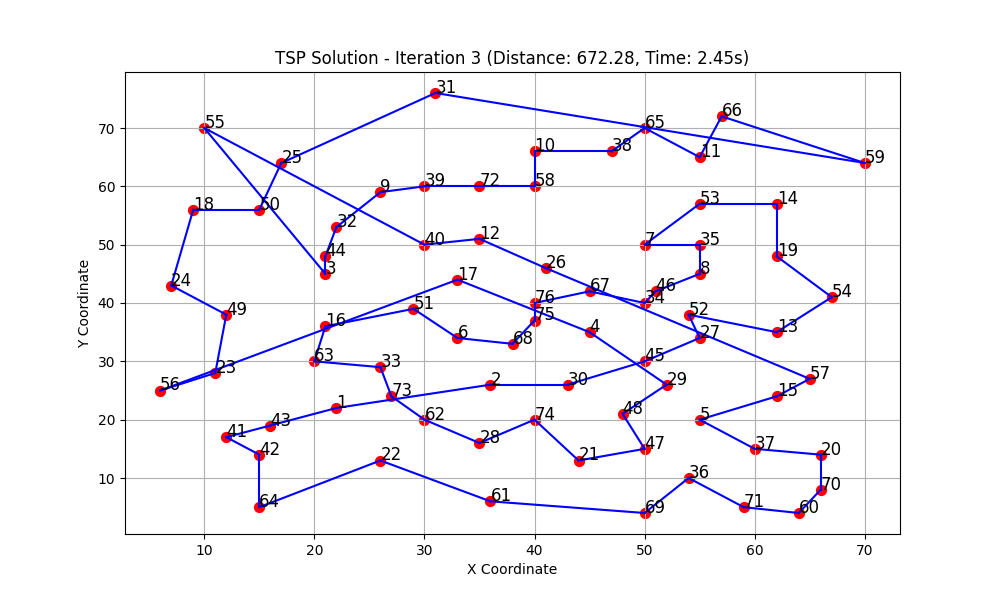 TSP Solution - Iteration 3 (Distance: 672.28, Time: 2.45s)
31
55 65 66
10 38 11
25 59
9 39 72 58
18 50 53 14
32
40 12 7 35
44 19
3 26 8
24 17 67 46
76 34 54
49 51 52
16 75
6 68 4 27 13
63 33 45
56 23 2 30 29 57
73 15
1 48
41 43 62 74 5
28
42 22 21 47 37 20
36
64 61 70
69 71 60
Y Coordinate
70
60
50
40
30
20
10
10 20 30 40 50 60 70
X Coordinate